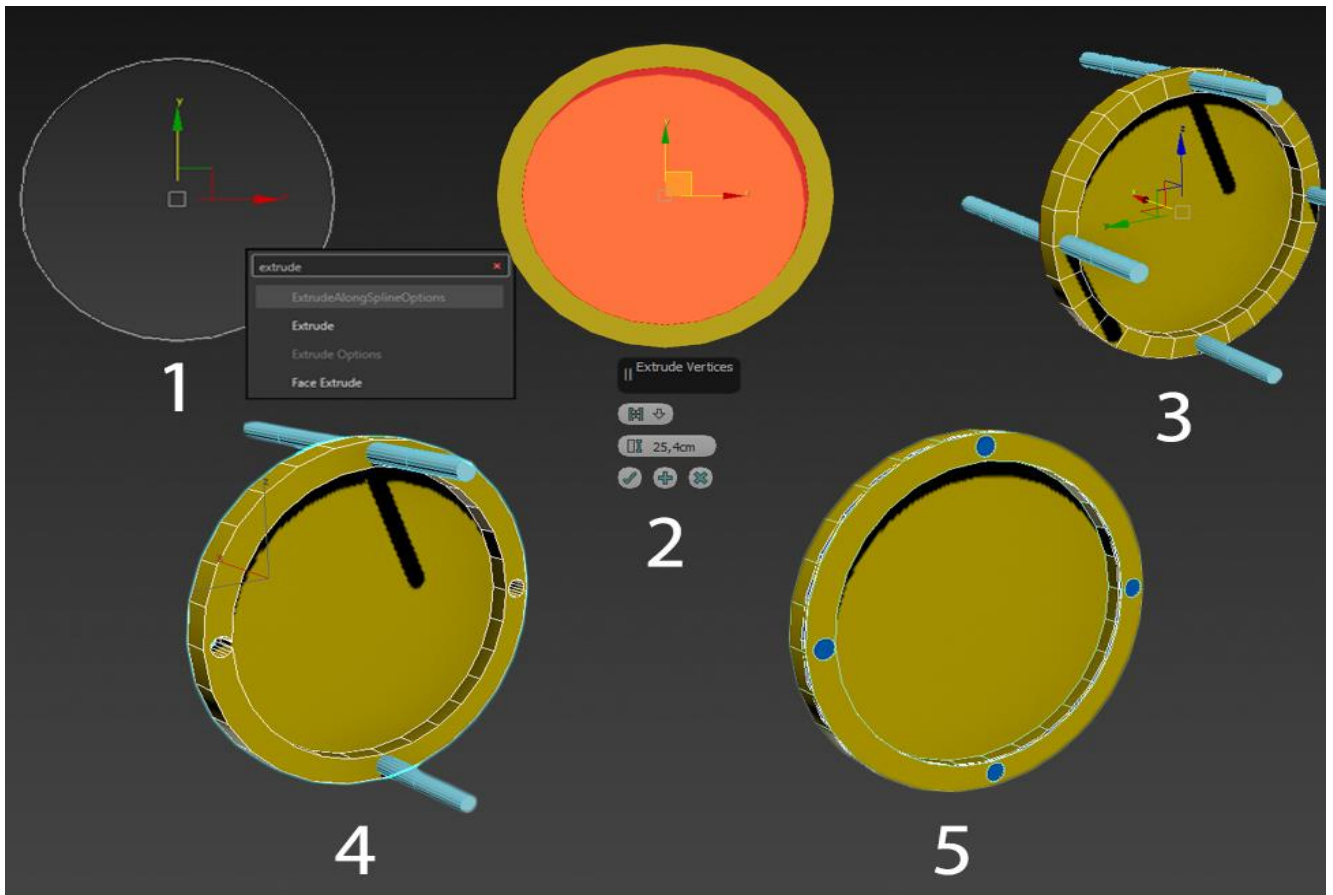 extrude
ExtrudeAlongSplineOptions
Extrude
Extrude Options
Face Extrude
1
Extrude Vertices
25,4cm
2
3
4
5